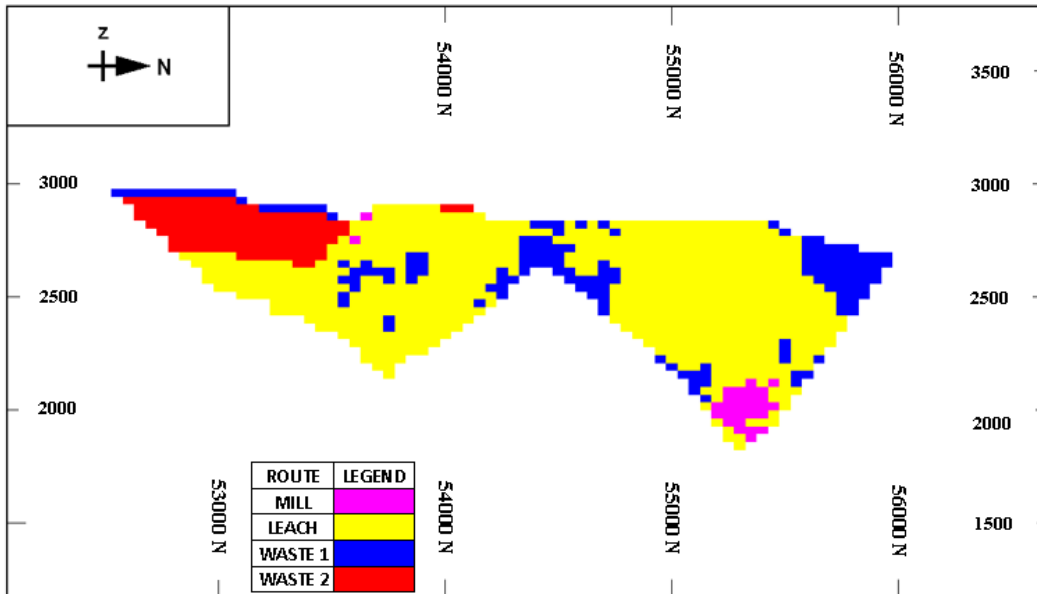 Z
N
54000 N
55000 N
56000 N
3500
3000
3000
2500
2500
2000
2000
1500
53000 N
54000 N
55000 N
56000 N
ROUTE LEGEND
MILL
LEACH
WASTE 1
WASTE 2